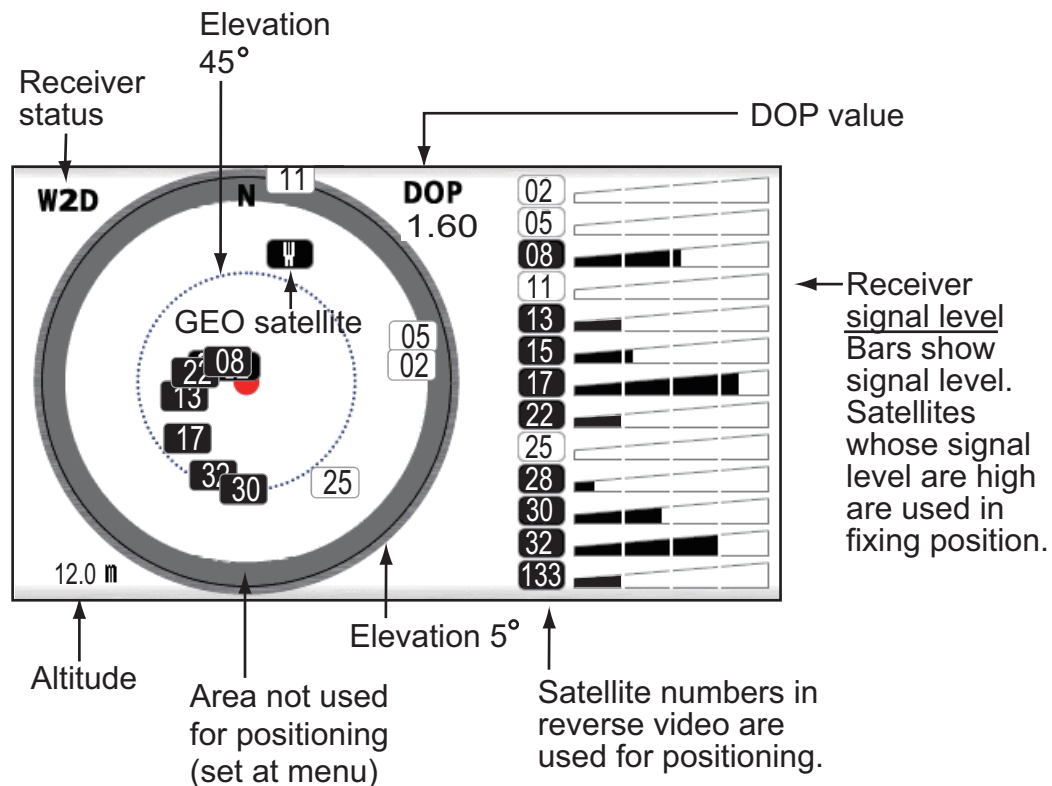 Elevation
45°
Receiver
status
DOP value
W2D
N
11
DOP
1.60
W
GEO satellite
05
02
08
22
13
17
32
30
25
12.0 m
02
05
08
11
13
15
17
22
25
28
30
32
133
Receiver
signal level
Bars show
signal level.
Satellites
whose signal
level are high
are used in
fixing position.
Elevation 5°
Altitude
Area not used
for positioning
(set at menu)
Satellite numbers in
reverse video are
used for positioning.